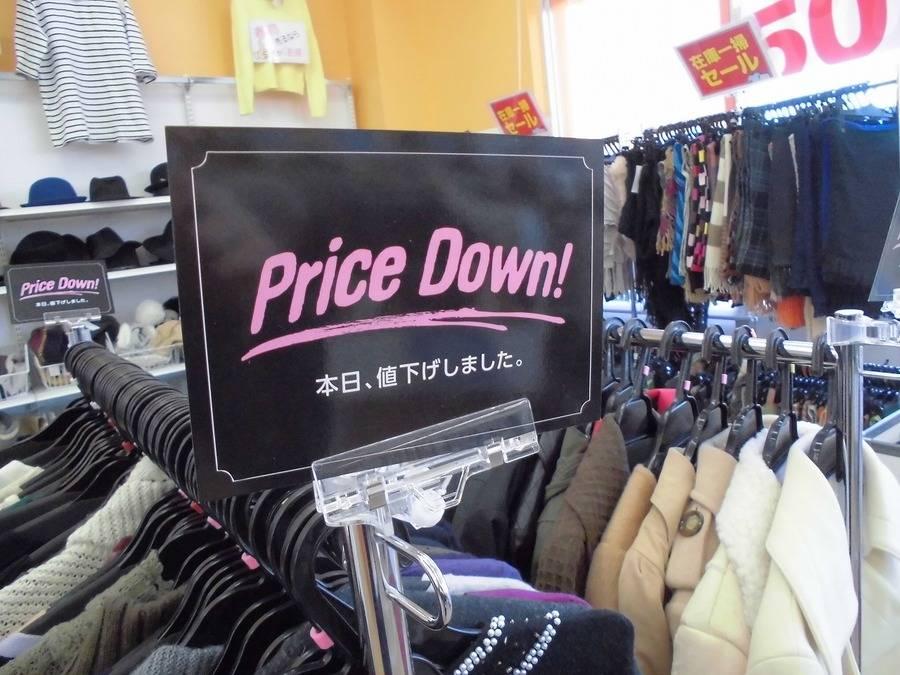 50
在庫一掃
セール
在庫一掃
セール
Price Down!
本日、値下げしました。
Price Down!
本日、値下げしました。